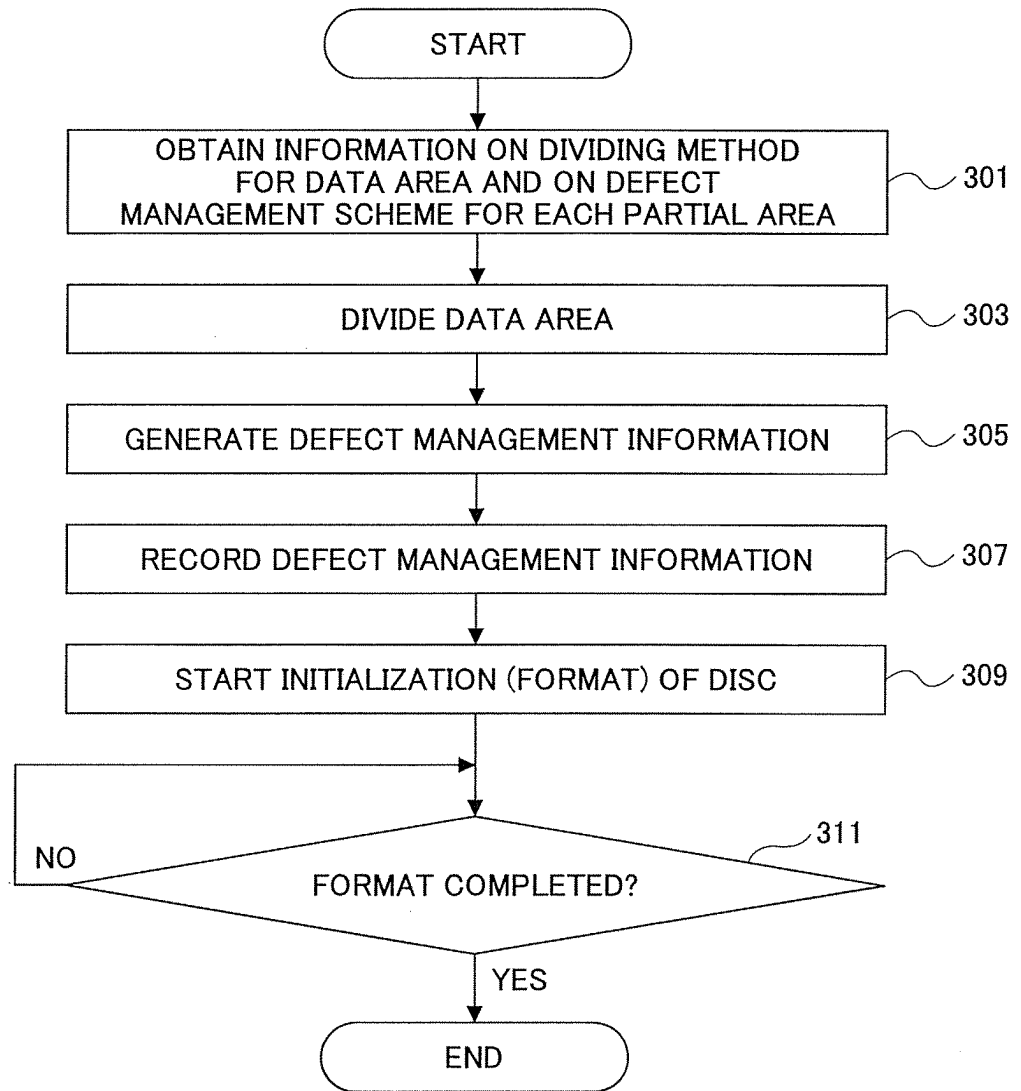 START
OBTAIN INFORMATION ON DIVIDING METHOD
FOR DATA AREA AND ON DEFECT
MANAGEMENT SCHEME FOR EACH PARTIAL AREA
301
DIVIDE DATA AREA
303
GENERATE DEFECT MANAGEMENT INFORMATION
305
RECORD DEFECT MANAGEMENT INFORMATION
307
START INITIALIZATION (FORMAT) OF DISC
309
311
NO
FORMAT COMPLETED?
YES
END